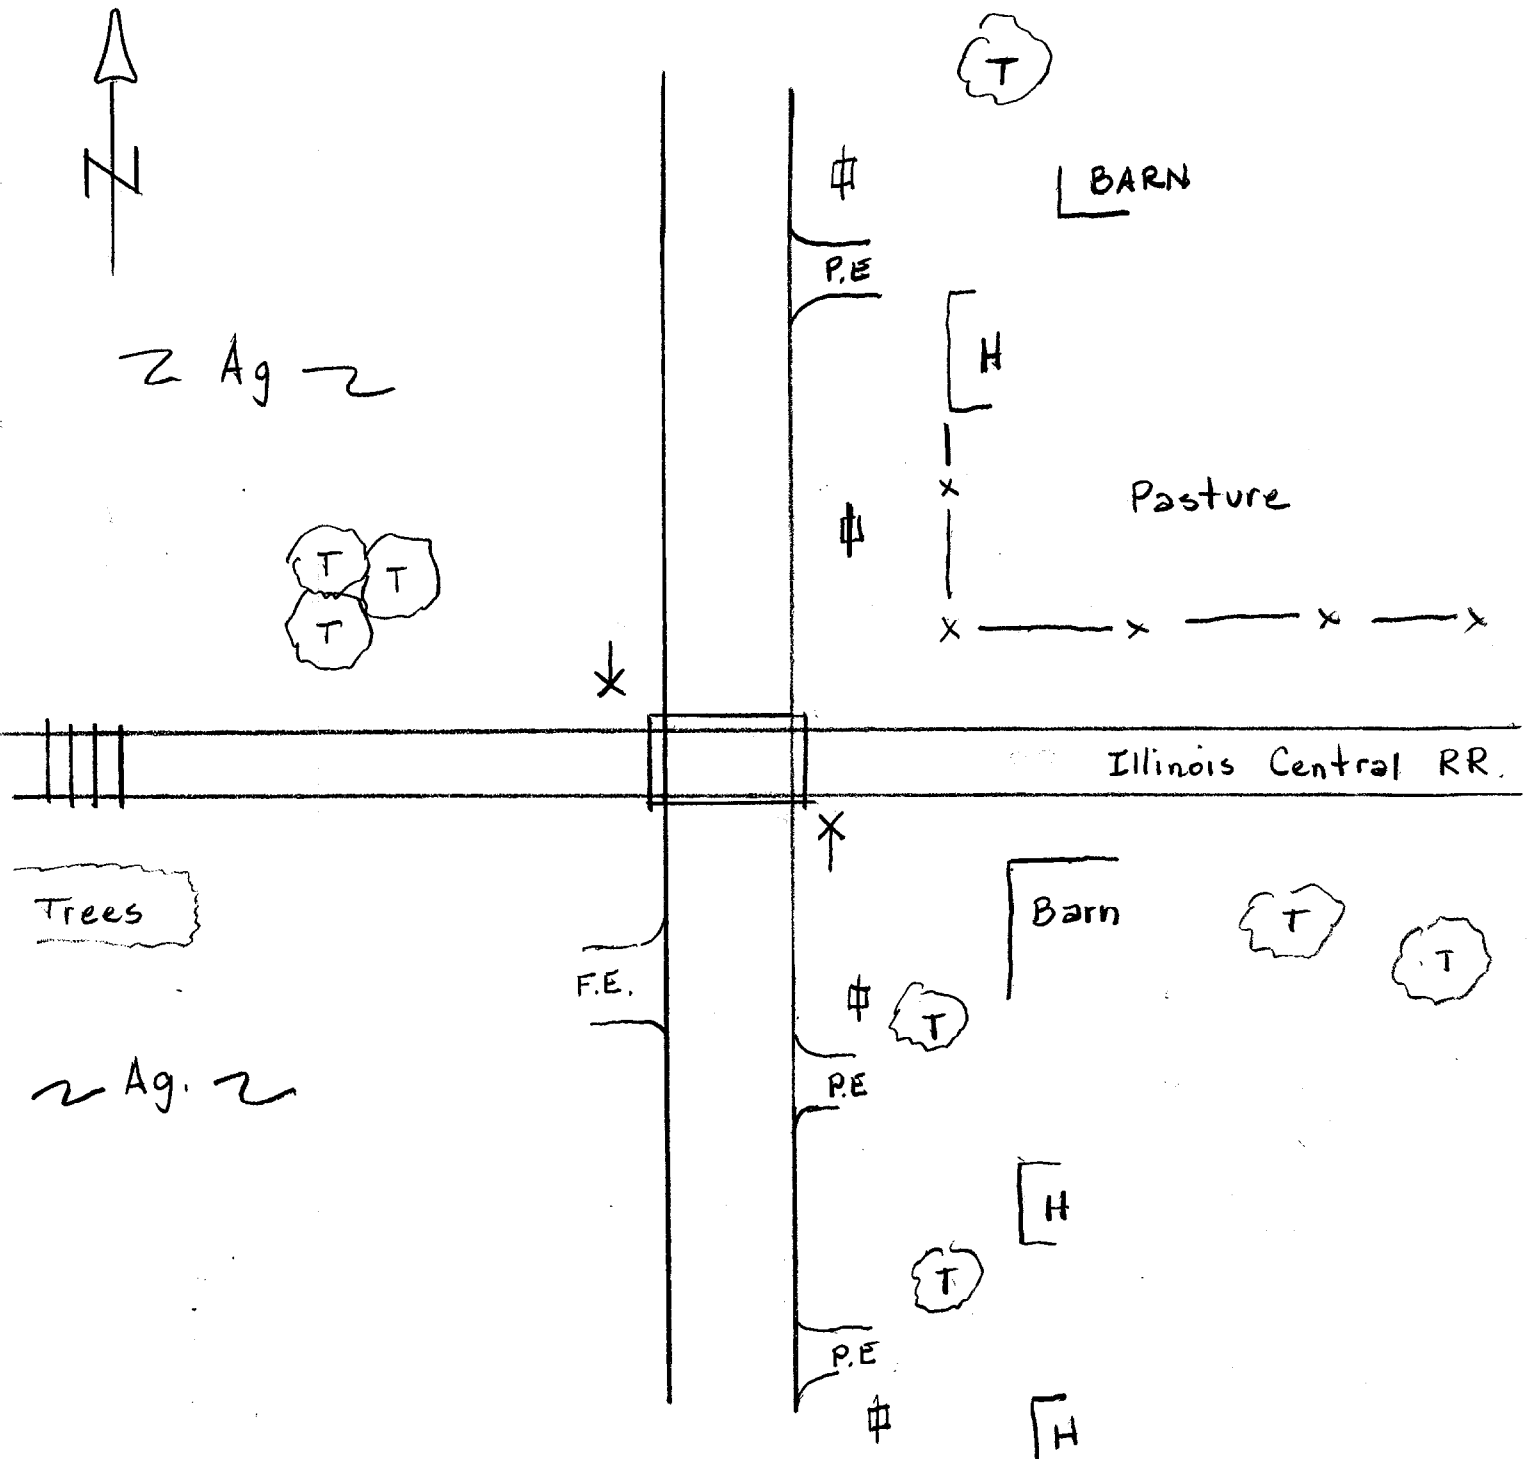 T
N
BARN
P.E
Ag
H
Pasture
T
T
T
Illinois Central RR.
Trees
Barn
T
T
F.E.
T
Ag.
P.E
H
T
P.E
H